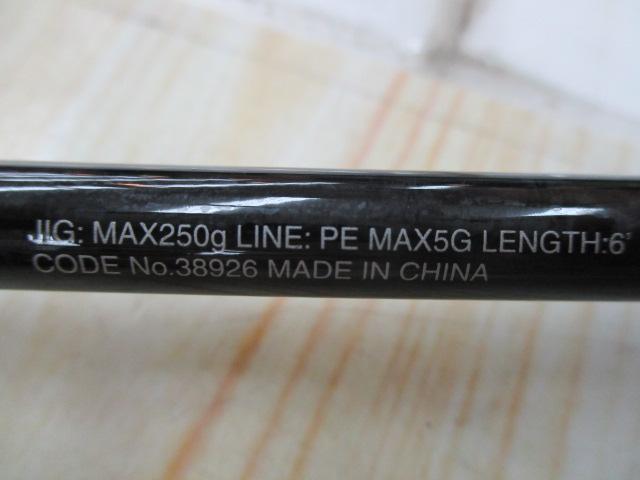 JIG: MAX250g LINE: PE MAX5G LENGTH:6'
CODE No.38926 MADE IN CHINA